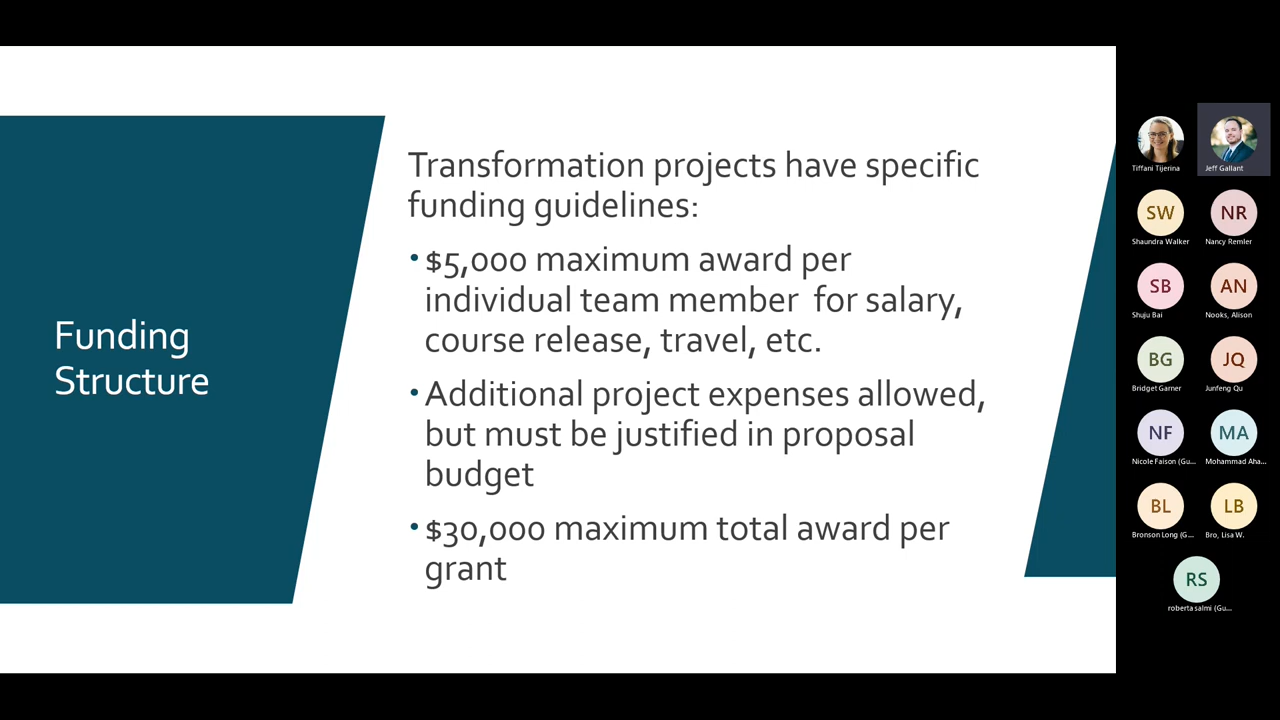 Funding
Structure
Transformation projects have specific
funding guidelines:
•$5,000 maximum award per
individual team member  for salary,
course release, travel, etc.
•Additional project expenses allowed,
but must be justified in proposal
budget
•$30,000 maximum total award per
grant
Tiffani Tijerina
Jeff Gallant
SW
Shaundra Walker
NR
Nancy Remler
SB
Shuju Bai
AN
Nooks, Alison
BG
Bridget Garner
JQ
Junfeng Qu
NF
Nicole Faison (Gu...
MA
Mohammad Aha...
BL
Bronson Long (G...
LB
Bro, Lisa W.
RS
roberta salmi (Gu...